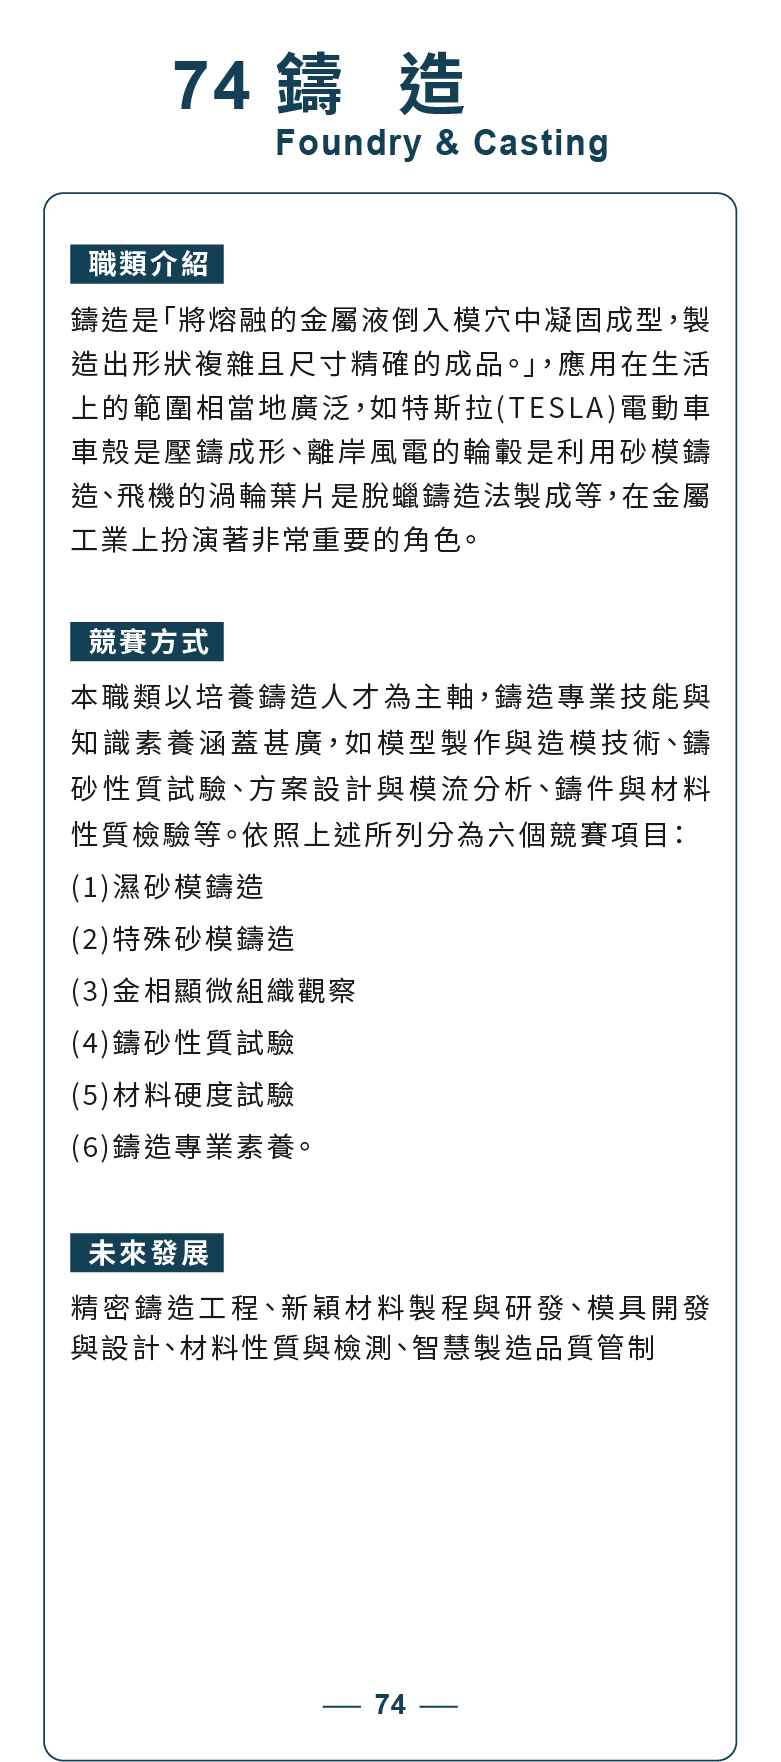 74 鑄 造
Foundry & Casting
職類介紹
鑄造是「將熔融的金屬液倒入模穴中凝固成型，製
造出形狀複雜且尺寸精確的成品。」，應用在生活
上的範圍相當地廣泛，如特斯拉(TESLA)電動車
車殼是壓鑄成形、離岸風電的輪轂是利用砂模鑄
造、飛機的渦輪葉片是脫蠟鑄造法製成等，在金屬
工業上扮演著非常重要的角色。
競賽方式
本職類以培養鑄造人才為主軸，鑄造專業技能與
知識素養涵蓋甚廣，如模型製作與造模技術、鑄
砂性質試驗、方案設計與模流分析、鑄件與材料
性質檢驗等。依照上述所列分為六個競賽項目：
(1)濕砂模鑄造
(2)特殊砂模鑄造
(3)金相顯微組織觀察
(4)鑄砂性質試驗
(5)材料硬度試驗
(6)鑄造專業素養。
未來發展
精密鑄造工程、新穎材料製程與研發、模具開發
與設計、材料性質與檢測、智慧製造品質管制
74